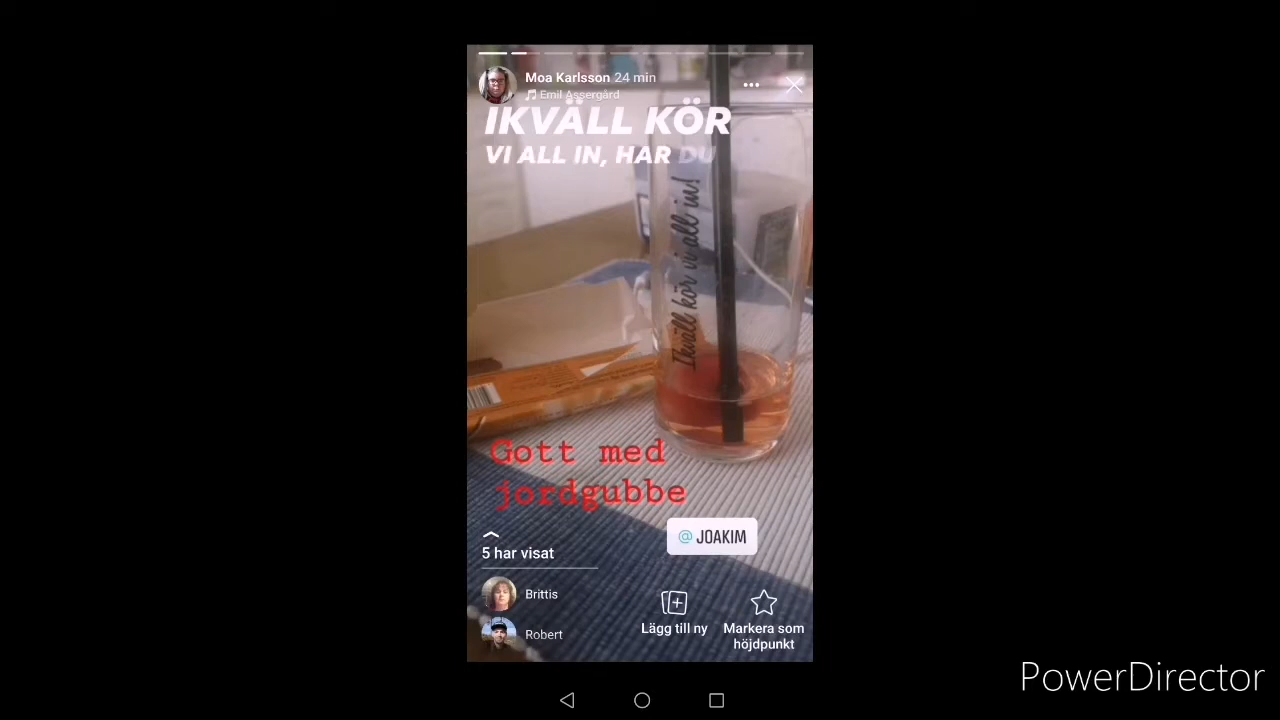 Moa Karlsson 24 min
Emil Assergård
IKVÄLL KÖR
VI ALL IN, HAR DU
Ikväll kör vi all in!
Gott med
jordgubbe
@JOAKIM
5 har visat
Brittis
Robert
Lägg till ny
Markera som
höjdpunkt
PowerDirector